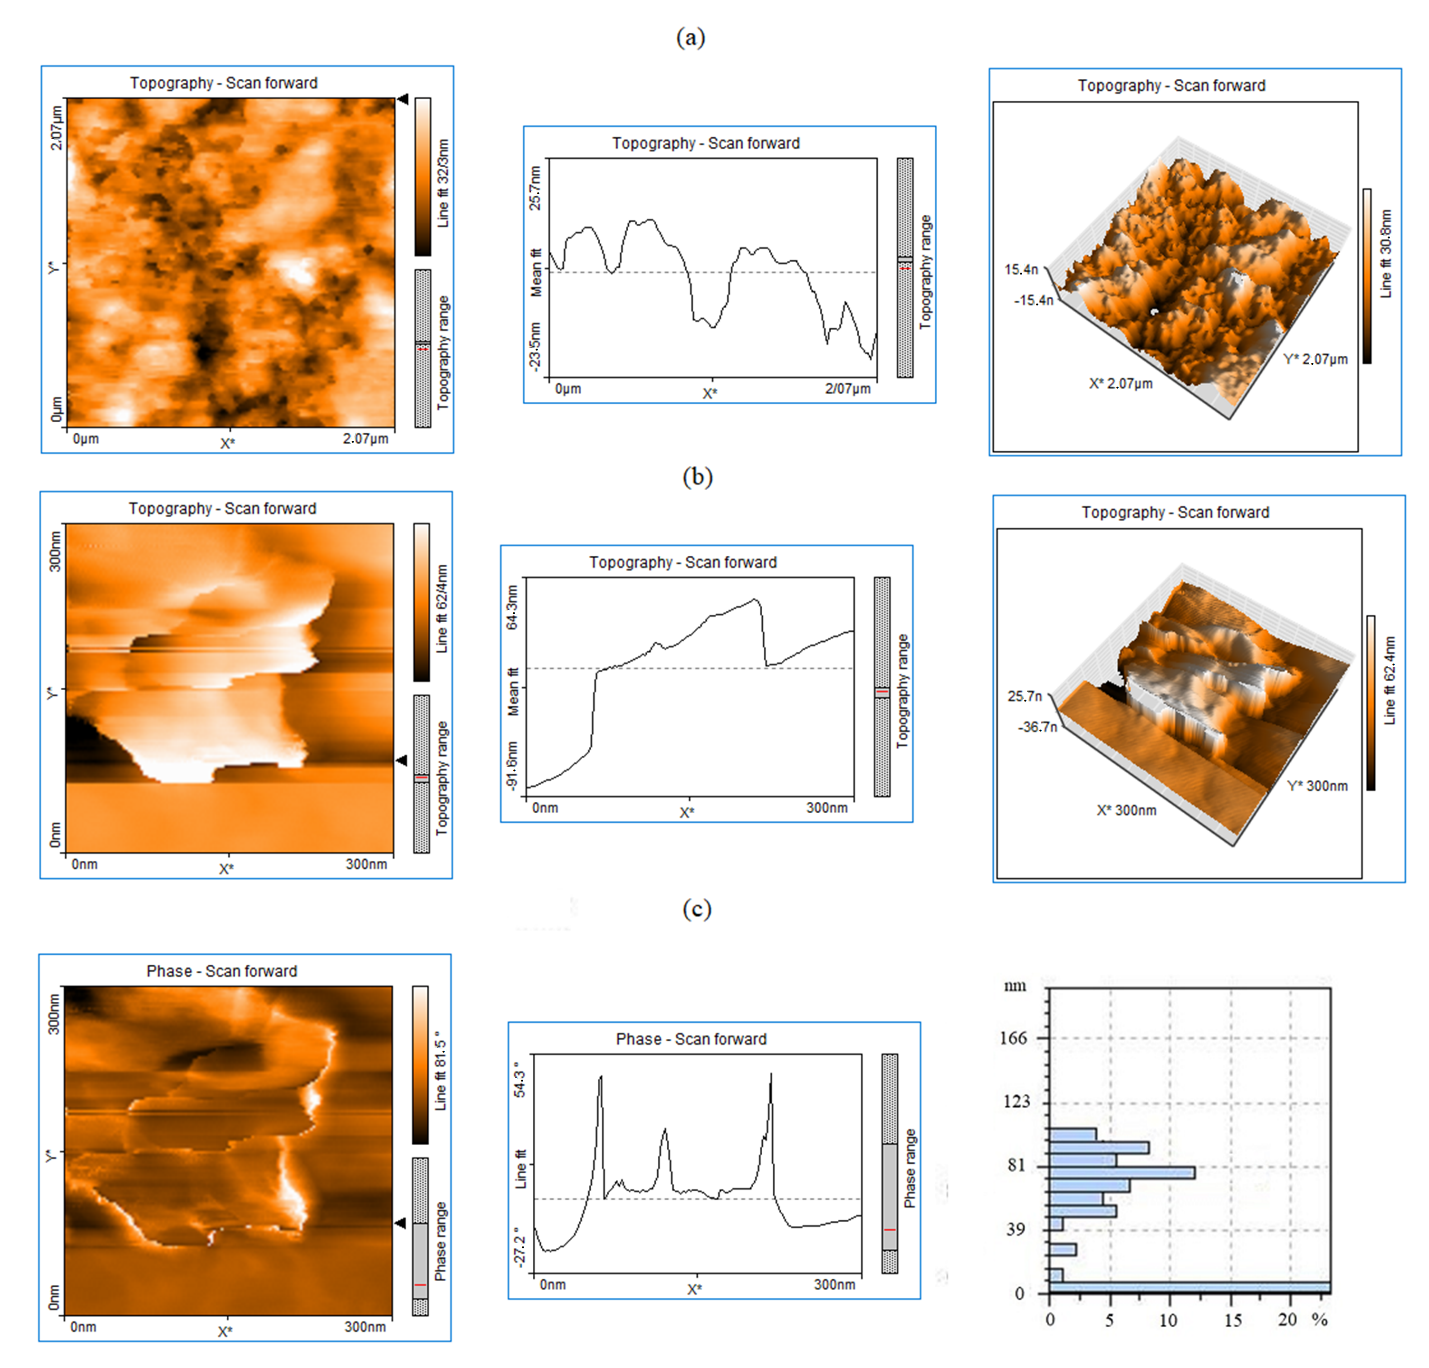 (a)
Topography - Scan forward
2.07µm
Y*
0µm
0µm
X*
2.07µm
Line fit 32/3nm
Topography range
Topography - Scan forward
25.7nm
Mean fit
-23.5nm
0µm
X*
2/07µm
Topography range
Topography - Scan forward
15.4n
-15.4n
X* 2.07µm
Y* 2.07µm
Line fit 30.8nm
(b)
Topography - Scan forward
300nm
Y*
0nm
0nm
X*
300nm
Line fit 62/4nm
Topography range
Topography - Scan forward
64.3nm
Mean fit
-91.6nm
0nm
X*
300nm
Topography range
Topography - Scan forward
25.7n
-36.7n
X* 300nm
Y* 300nm
Line fit 62.4nm
(c)
Phase - Scan forward
300nm
Y*
0nm
0nm
X*
300nm
Line fit 81.5 °
Phase range
Phase - Scan forward
54.3 °
Line fit
-27.2 °
0nm
X*
300nm
Phase range
nm
166
123
81
39
0
0 5 10 15 20 %